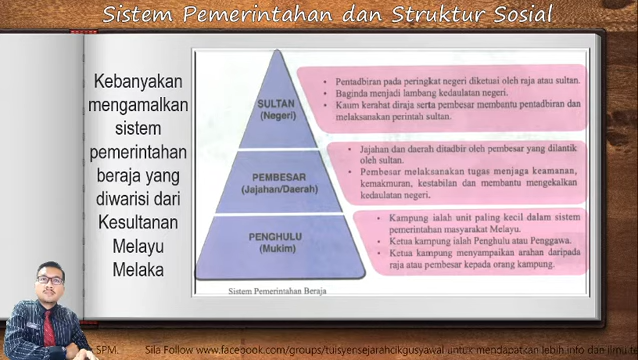 Sistem Pemerintahan dan Struktur Sosial
Kebanyakan
mengamalkan
sistem
pemerintahan
beraja yang
diwarisi dari
Kesultanan
Melayu
Melaka
SULTAN
(Negeri)
• Pentadbiran pada peringkat negeri diketuai oleh raja atau sultan.
• Baginda menjadi lambang kedaulatan negeri.
• Kaum kerabat diraja serta pembesar membantu pentadbiran dan
melaksanakan perintah sultan.
PEMBESAR
(Jajahan/Daerah)
• Jajahan dan daerah ditadbir oleh pembesar yang dilantik
oleh sultan.
• Pembesar melaksanakan tugas menjaga keamanan,
kemakmuran, kestabilan dan membantu mengekalkan
kedaulatan negeri.
PENGHULU
(Mukim)
• Kampung ialah unit paling kecil dalam sistem
pemerintahan masyarakat Melayu.
• Ketua kampung ialah Penghulu atau Penggawa.
• Ketua kampung menyampaikan arahan daripada
raja atau pembesar kepada orang kampung.
Sistem Pemerintahan Beraja
SPM. Sila Follow www.facebook.com/groups/tuisyensejarahcikgusyawal untuk mendapatkan lebih info dan ilmu